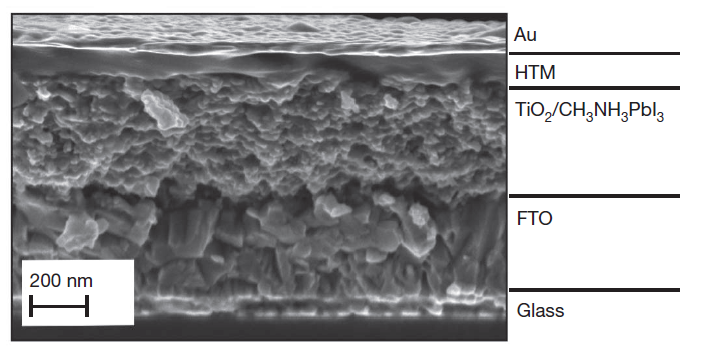 Au
HTM
TiO₂/CH₃NH₃PbI₃
FTO
200 nm
Glass